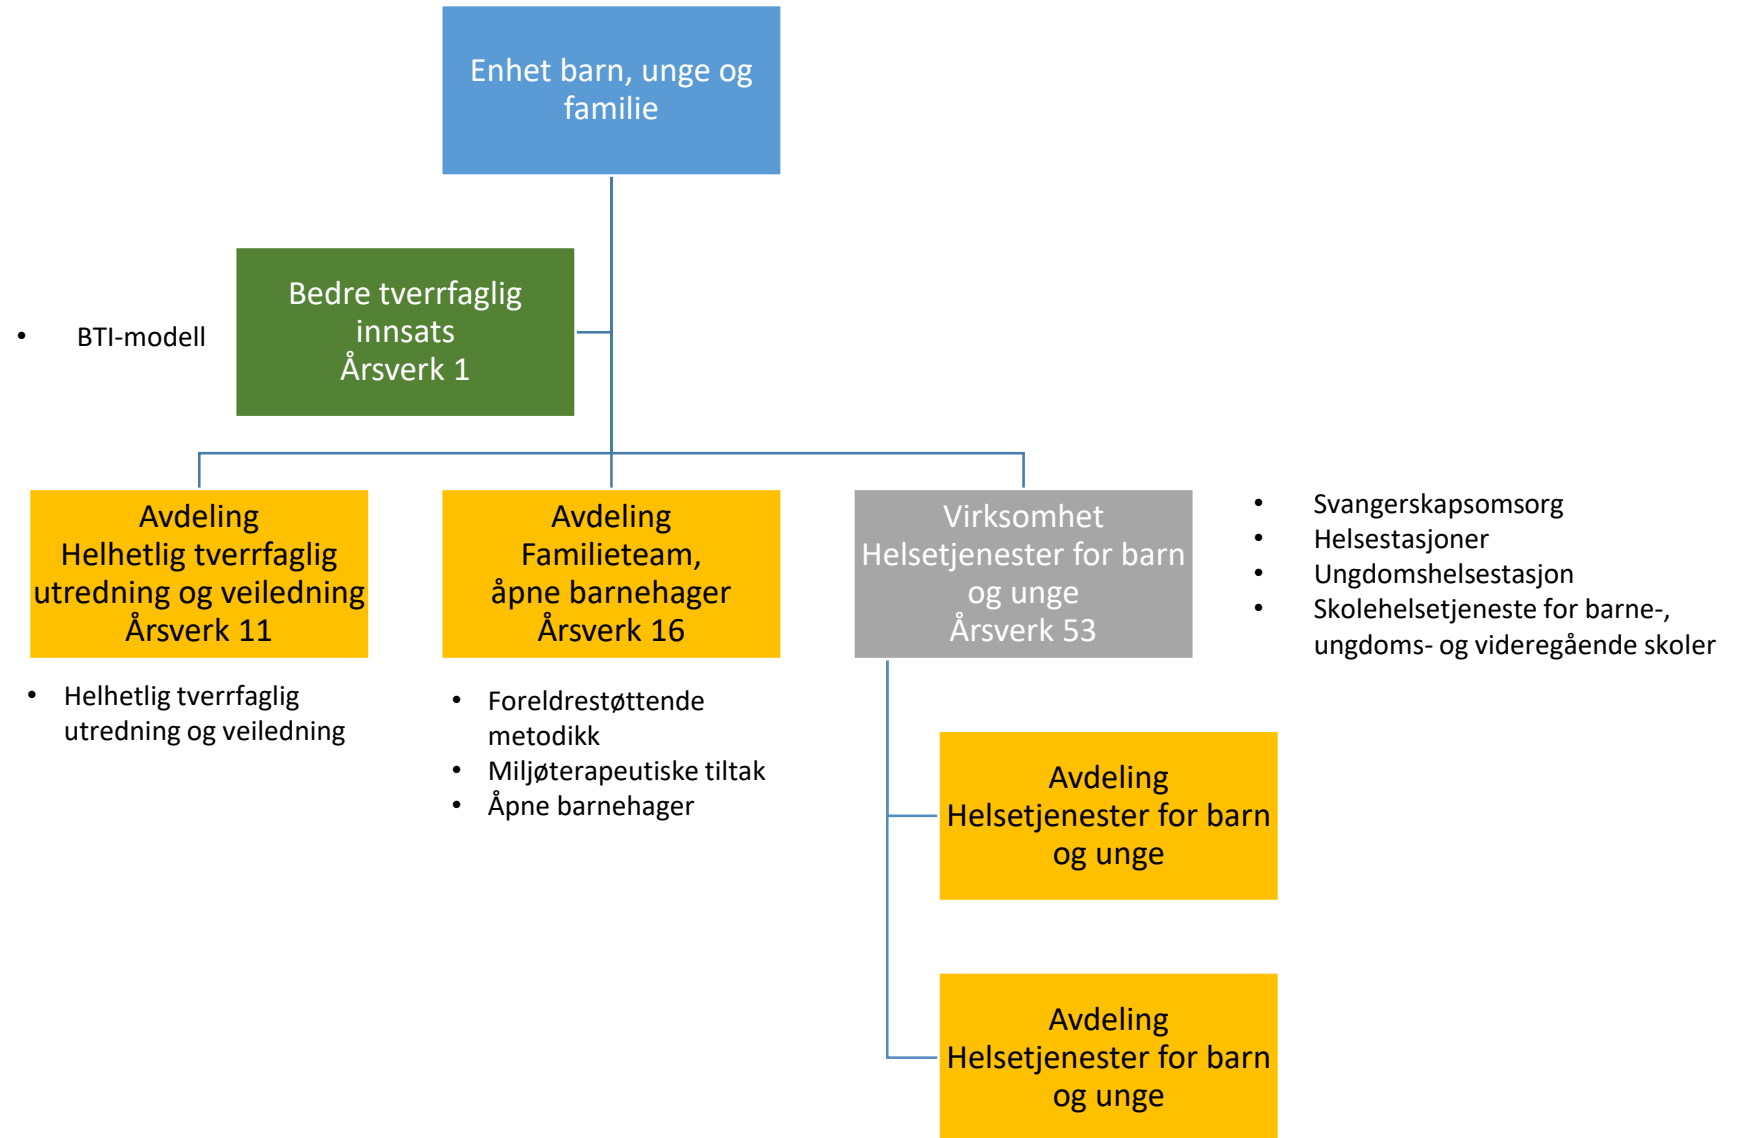 Enhet barn, unge og
familie
Bedre tverrfaglig
innsats
Årsverk 1
• BTI-modell
Avdeling
Helhetlig tverrfaglig
utredning og veiledning
Årsverk 11
• Helhetlig tverrfaglig
utredning og veiledning
Avdeling
Familieteam,
åpne barnehager
Årsverk 16
• Foreldrestøttende
metodikk
• Miljøterapeutiske tiltak
• Åpne barnehager
Virksomhet
Helsetjenester for barn
og unge
Årsverk 53
• Svangerskapsomsorg
• Helsestasjoner
• Ungdomshelsestasjon
• Skolehelsetjeneste for barne-,
ungdoms- og videregående skoler
Avdeling
Helsetjenester for barn
og unge
Avdeling
Helsetjenester for barn
og unge